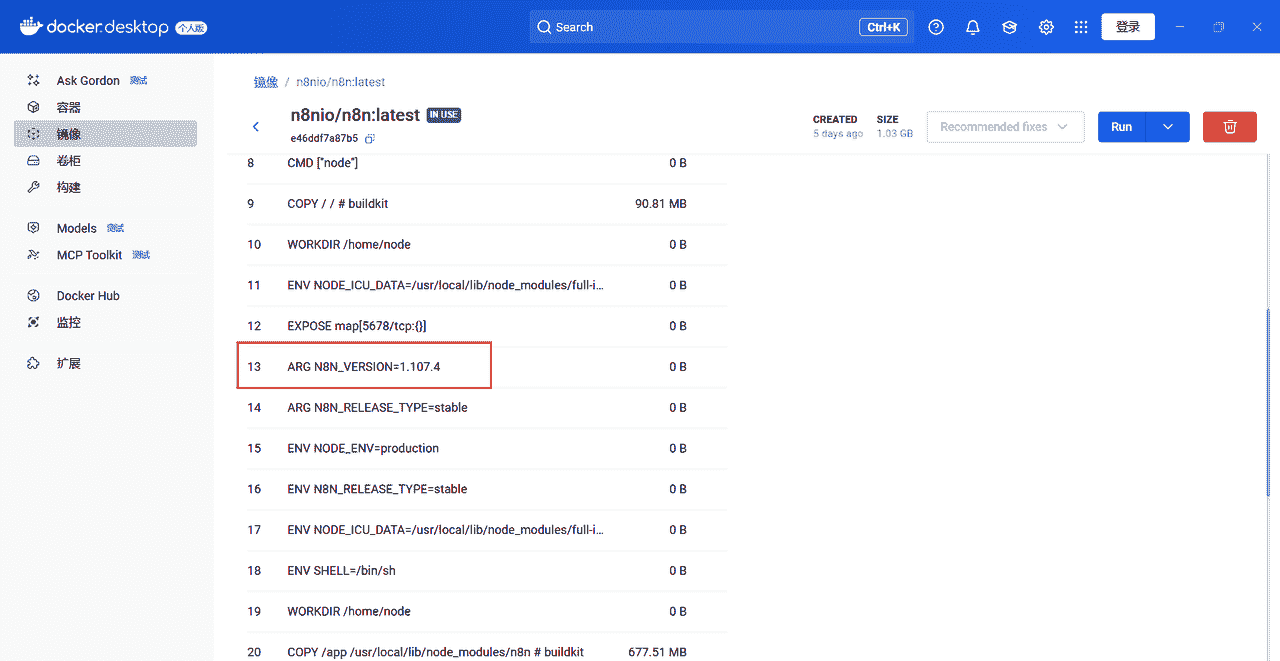 docker.desktop 个人版 Search Ctrl+K 登录
Ask Gordon 测试
容器
镜像
卷柜
构建
Models 测试
MCP Toolkit 测试
Docker Hub
监控
扩展
镜像 / n8nio/n8n:latest
n8nio/n8n:latest IN USE
e46ddf7a87b5
CREATED
5 days ago
SIZE
1.03 GB
Recommended fixes
Run
8 CMD ["node"] 0 B
9 COPY / / # buildkit 90.81 MB
10 WORKDIR /home/node 0 B
11 ENV NODE_ICU_DATA=/usr/local/lib/node_modules/full-i... 0 B
12 EXPOSE map[5678/tcp:{}] 0 B
13 ARG N8N_VERSION=1.107.4 0 B
14 ARG N8N_RELEASE_TYPE=stable 0 B
15 ENV NODE_ENV=production 0 B
16 ENV N8N_RELEASE_TYPE=stable 0 B
17 ENV NODE_ICU_DATA=/usr/local/lib/node_modules/full-i... 0 B
18 ENV SHELL=/bin/sh 0 B
19 WORKDIR /home/node 0 B
20 COPY /app /usr/local/lib/node_modules/n8n # buildkit 677.51 MB